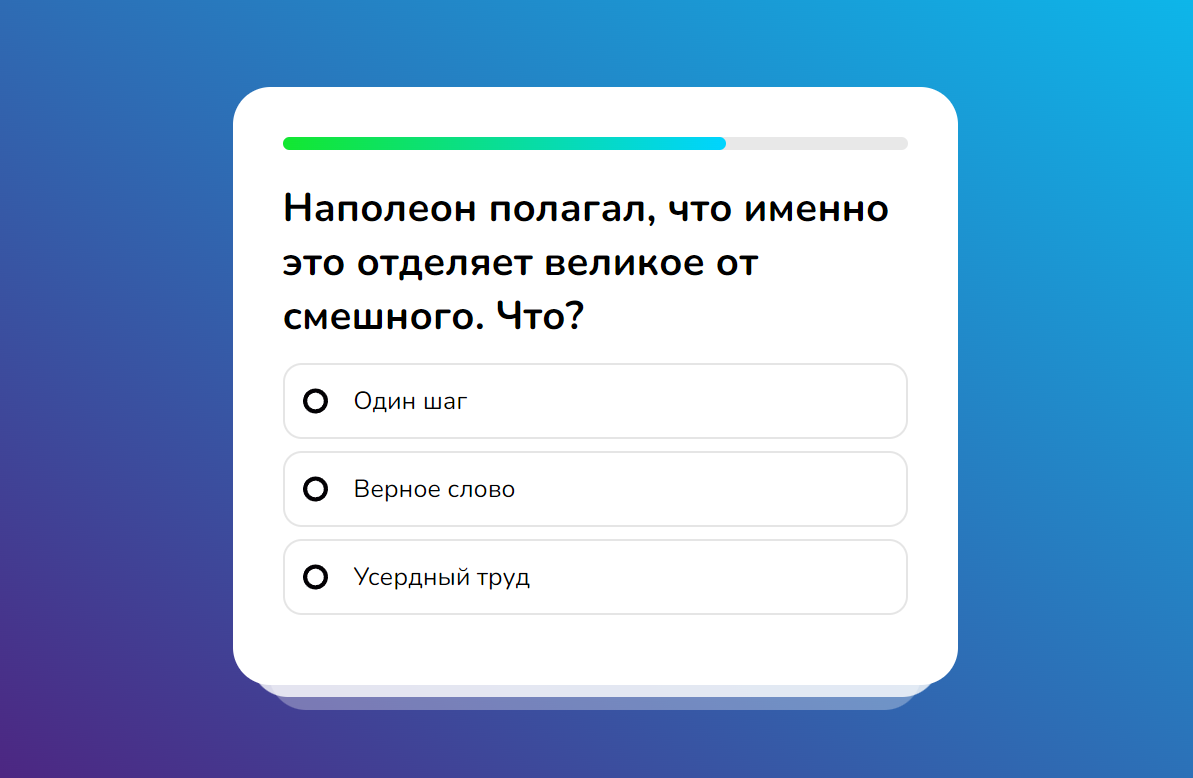 Наполеон полагал, что именно
это отделяет великое от
смешного. Что?
Один шаг
Верное слово
Усердный труд